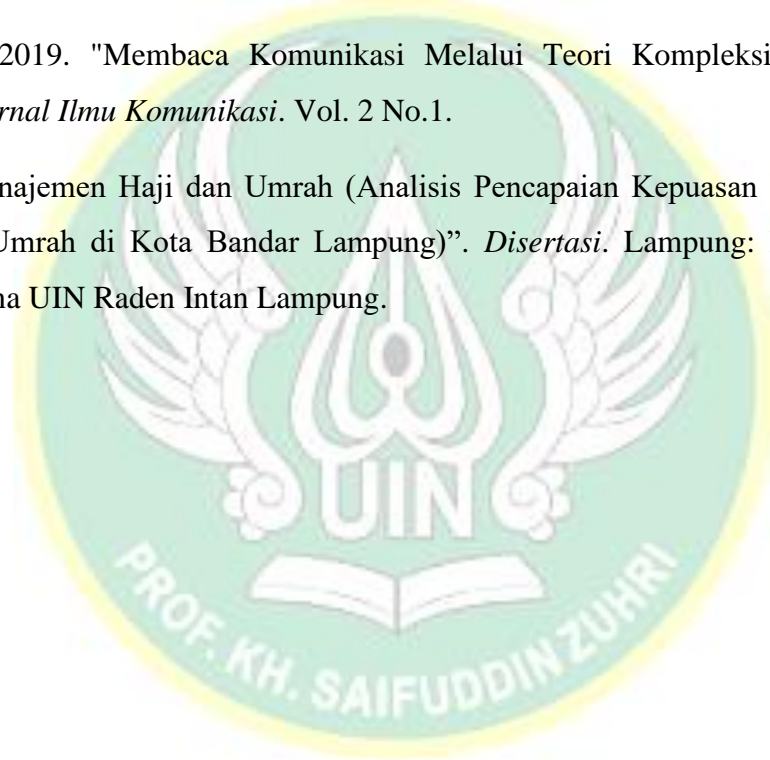 2019. "Membaca Komunikasi Melalui Teori Kompleksi
rnal Ilmu Komunikasi. Vol. 2 No.1.
najemen Haji dan Umrah (Analisis Pencapaian Kepuasan
Umrah di Kota Bandar Lampung)”. Disertasi. Lampung:
na UIN Raden Intan Lampung.
UIN
PROF. KH. SAIFUDDIN ZUHRI